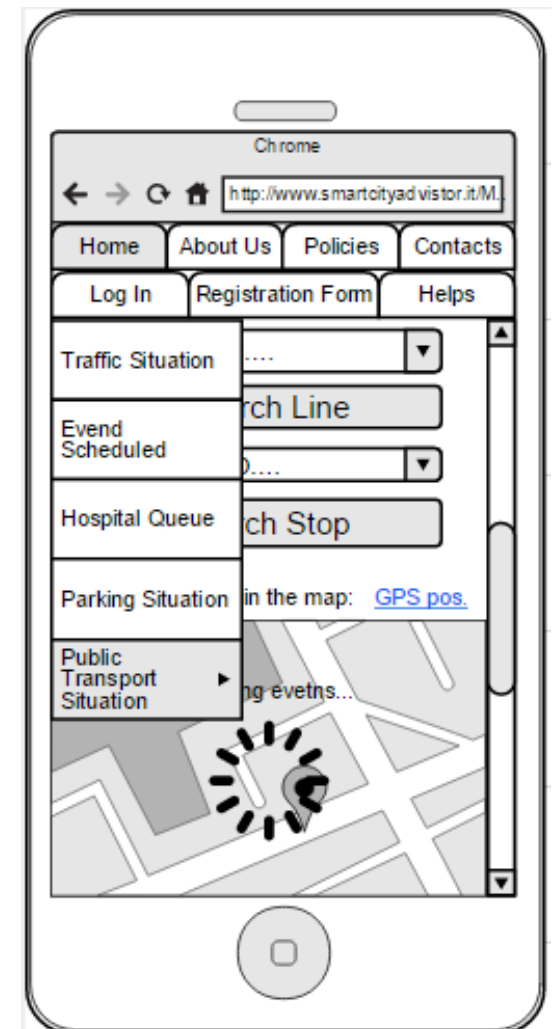 Chrome
http://www.smartcityadvistor.it/M.
Home About Us Policies Contacts
Log In Registration Form Helps
Traffic Situation
....
rch Line
Evend
Scheduled
O....
Hospital Queue
rch Stop
Parking Situation
in the map: GPS pos.
Public
Transport
Situation
ng evetns...